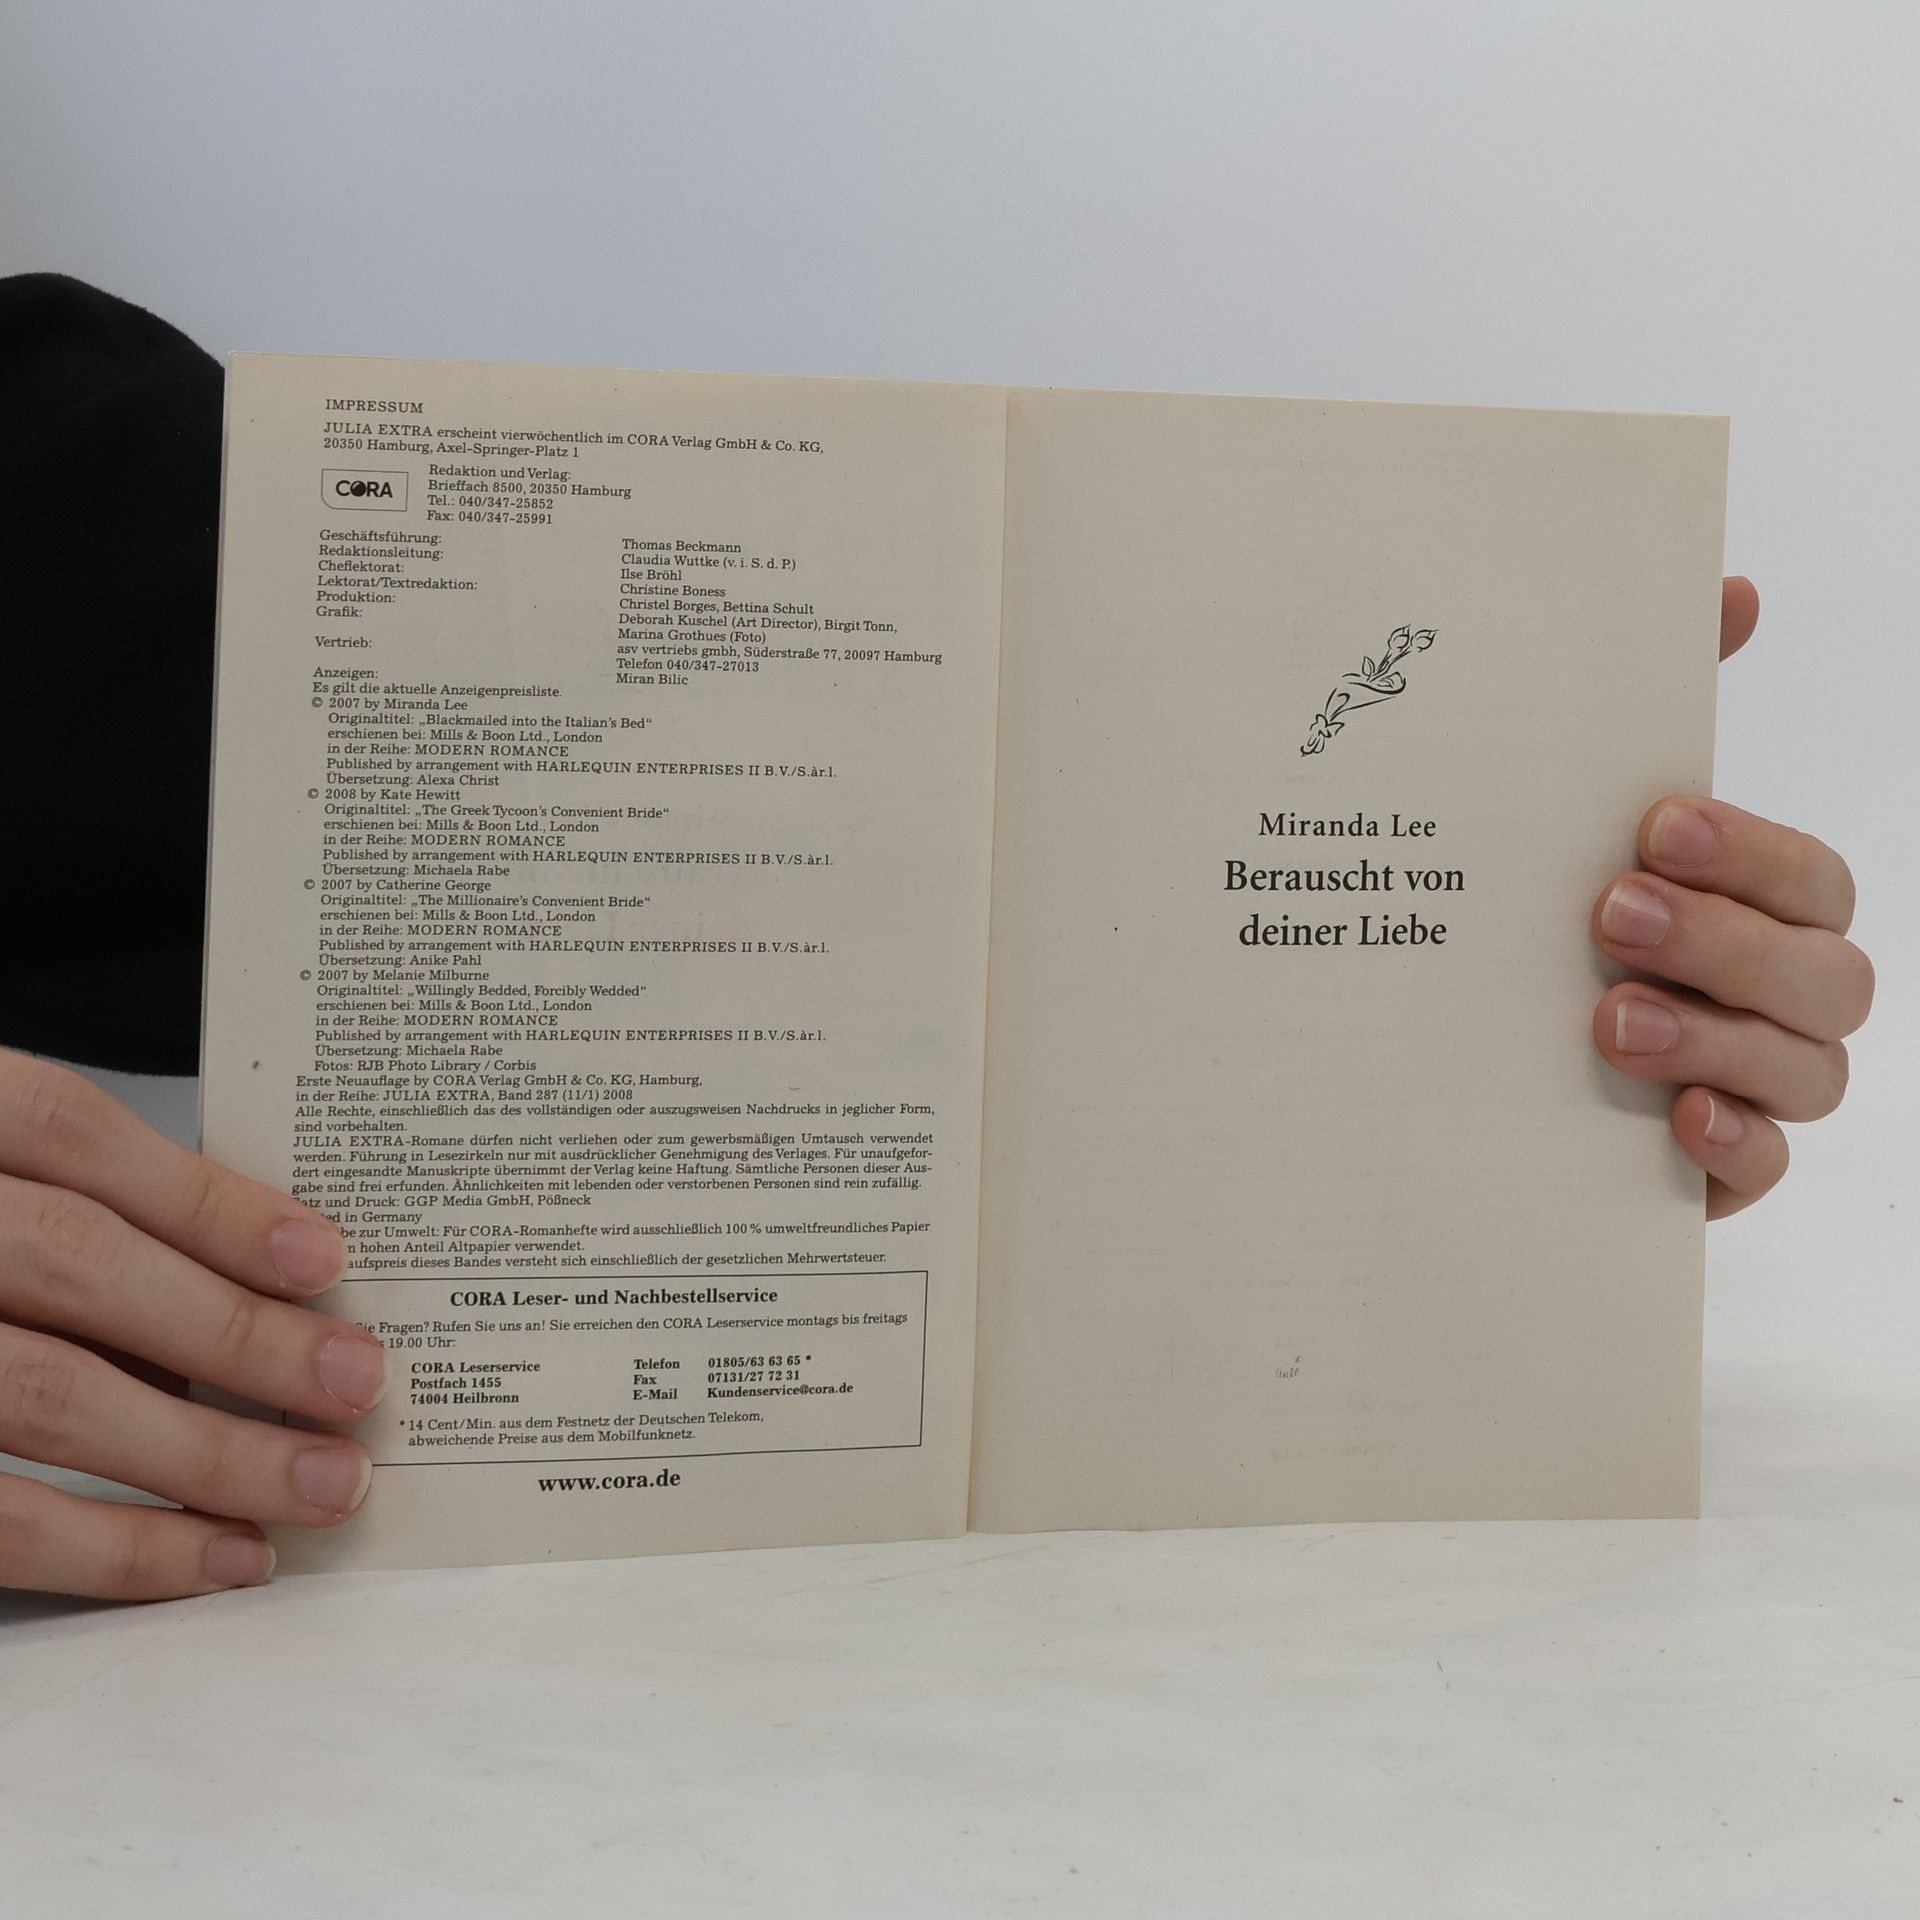 IMPRESSUM
JULIA EXTRA erscheint vierwöchentlich im CORA Verlag GmbH & Co. KG,
20350 Hamburg, Axel-Springer-Platz 1
CORA
Redaktion und Verlag:
Brieffach 8500, 20350 Hamburg
Tel.: 040/347-25852
Fax: 040/347-25991
Geschäftsführung: Thomas Beckmann
Redaktionsleitung: Claudia Wuttke (v. i. S. d. P.)
Cheflektorat: Ilse Bröhl
Lektorat/Textredaktion: Christine Boness
Produktion: Christel Borges, Bettina Schult
Grafik: Deborah Kuschel (Art Director), Birgit Tonn,
Marina Grothues (Foto)
Vertrieb: asv vertriebs gmbh, Süderstraße 77, 20097 Hamburg
Telefon 040/347-27013
Anzeigen: Miran Bilic
Es gilt die aktuelle Anzeigenpreisliste.
© 2007 by Miranda Lee
Originaltitel: „Blackmailed into the Italian's Bed“
erschienen bei: Mills & Boon Ltd., London
in der Reihe: MODERN ROMANCE
Published by arrangement with HARLEQUIN ENTERPRISES II B.V./S.àr.l.
Übersetzung: Alexa Christ
© 2008 by Kate Hewitt
Originaltitel: „The Greek Tycoon's Convenient Bride“
erschienen bei: Mills & Boon Ltd., London
in der Reihe: MODERN ROMANCE
Published by arrangement with HARLEQUIN ENTERPRISES II B.V./S.àr.l.
Übersetzung: Michaela Rabe
© 2007 by Catherine George
Originaltitel: „The Millionaire's Convenient Bride“
erschienen bei: Mills & Boon Ltd., London
in der Reihe: MODERN ROMANCE
Published by arrangement with HARLEQUIN ENTERPRISES II B.V./S.àr.l.
Übersetzung: Anike Pahl
© 2007 by Melanie Milburne
Originaltitel: „Willingly Bedded, Forcibly Wedded“
erschienen bei: Mills & Boon Ltd., London
in der Reihe: MODERN ROMANCE
Published by arrangement with HARLEQUIN ENTERPRISES II B.V./S.àr.l.
Übersetzung: Michaela Rabe
Fotos: RJB Photo Library / Corbis
Erste Neuauflage by CORA Verlag GmbH & Co. KG, Hamburg,
in der Reihe: JULIA EXTRA, Band 287 (11/1) 2008
Alle Rechte, einschließlich das des vollständigen oder auszugsweisen Nachdrucks in jeglicher Form,
sind vorbehalten.
JULIA EXTRA-Romane dürfen nicht verliehen oder zum gewerbsmäßigen Umtausch verwendet
werden. Führung in Lesezirkeln nur mit ausdrücklicher Genehmigung des Verlages. Für unaufgefor-
dert eingesandte Manuskripte übernimmt der Verlag keine Haftung. Sämtliche Personen dieser Aus-
gabe sind frei erfunden. Ähnlichkeiten mit lebenden oder verstorbenen Personen sind rein zufällig.
atz und Druck: GGP Media GmbH, Pößneck
ed in Germany
be zur Umwelt: Für CORA-Romanhefte wird ausschließlich 100 % umweltfreundliches Papier
n hohen Anteil Altpapier verwendet.
aufspreis dieses Bandes versteht sich einschließlich der gesetzlichen Mehrwertsteuer.
CORA Leser- und Nachbestellservice
ie Fragen? Rufen Sie uns an! Sie erreichen den CORA Leserservice montags bis freitags
19.00 Uhr:
CORA Leserservice Telefon 01805/63 63 65 *
Postfach 1455 Fax 07131/27 72 31
74004 Heilbronn E-Mail Kundenservice@cora.de
* 14 Cent/Min. aus dem Festnetz der Deutschen Telekom,
abweichende Preise aus dem Mobilfunknetz.
www.cora.de
Miranda Lee
Berauscht von
deiner Liebe